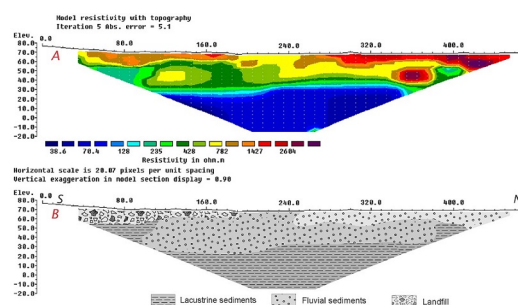 Model resistivity with topography
Iteration 5 Abs. error = 5.1
Elev. 0.0
80.0 160.0 320.0 400.0
80.0
70.0
60.0
50.0
40.0
30.0
20.0
10.0
0.0
-10.0
-20.0
A
38.6 70.4 128 235 428 782 1427 2604
Resistivity in ohm.m
Horizontal scale is 20.07 pixels per unit spacing
Vertical exaggeration in model section display = 0.90
Elev. 0.0 S N
80.0 160.0 240.0 320.0 400.0
80.0
70.0
60.0
50.0
40.0
30.0
20.0
10.0
0.0
-10.0
-20.0
B
Lacustrine sediments Fluvial sediments Landfill